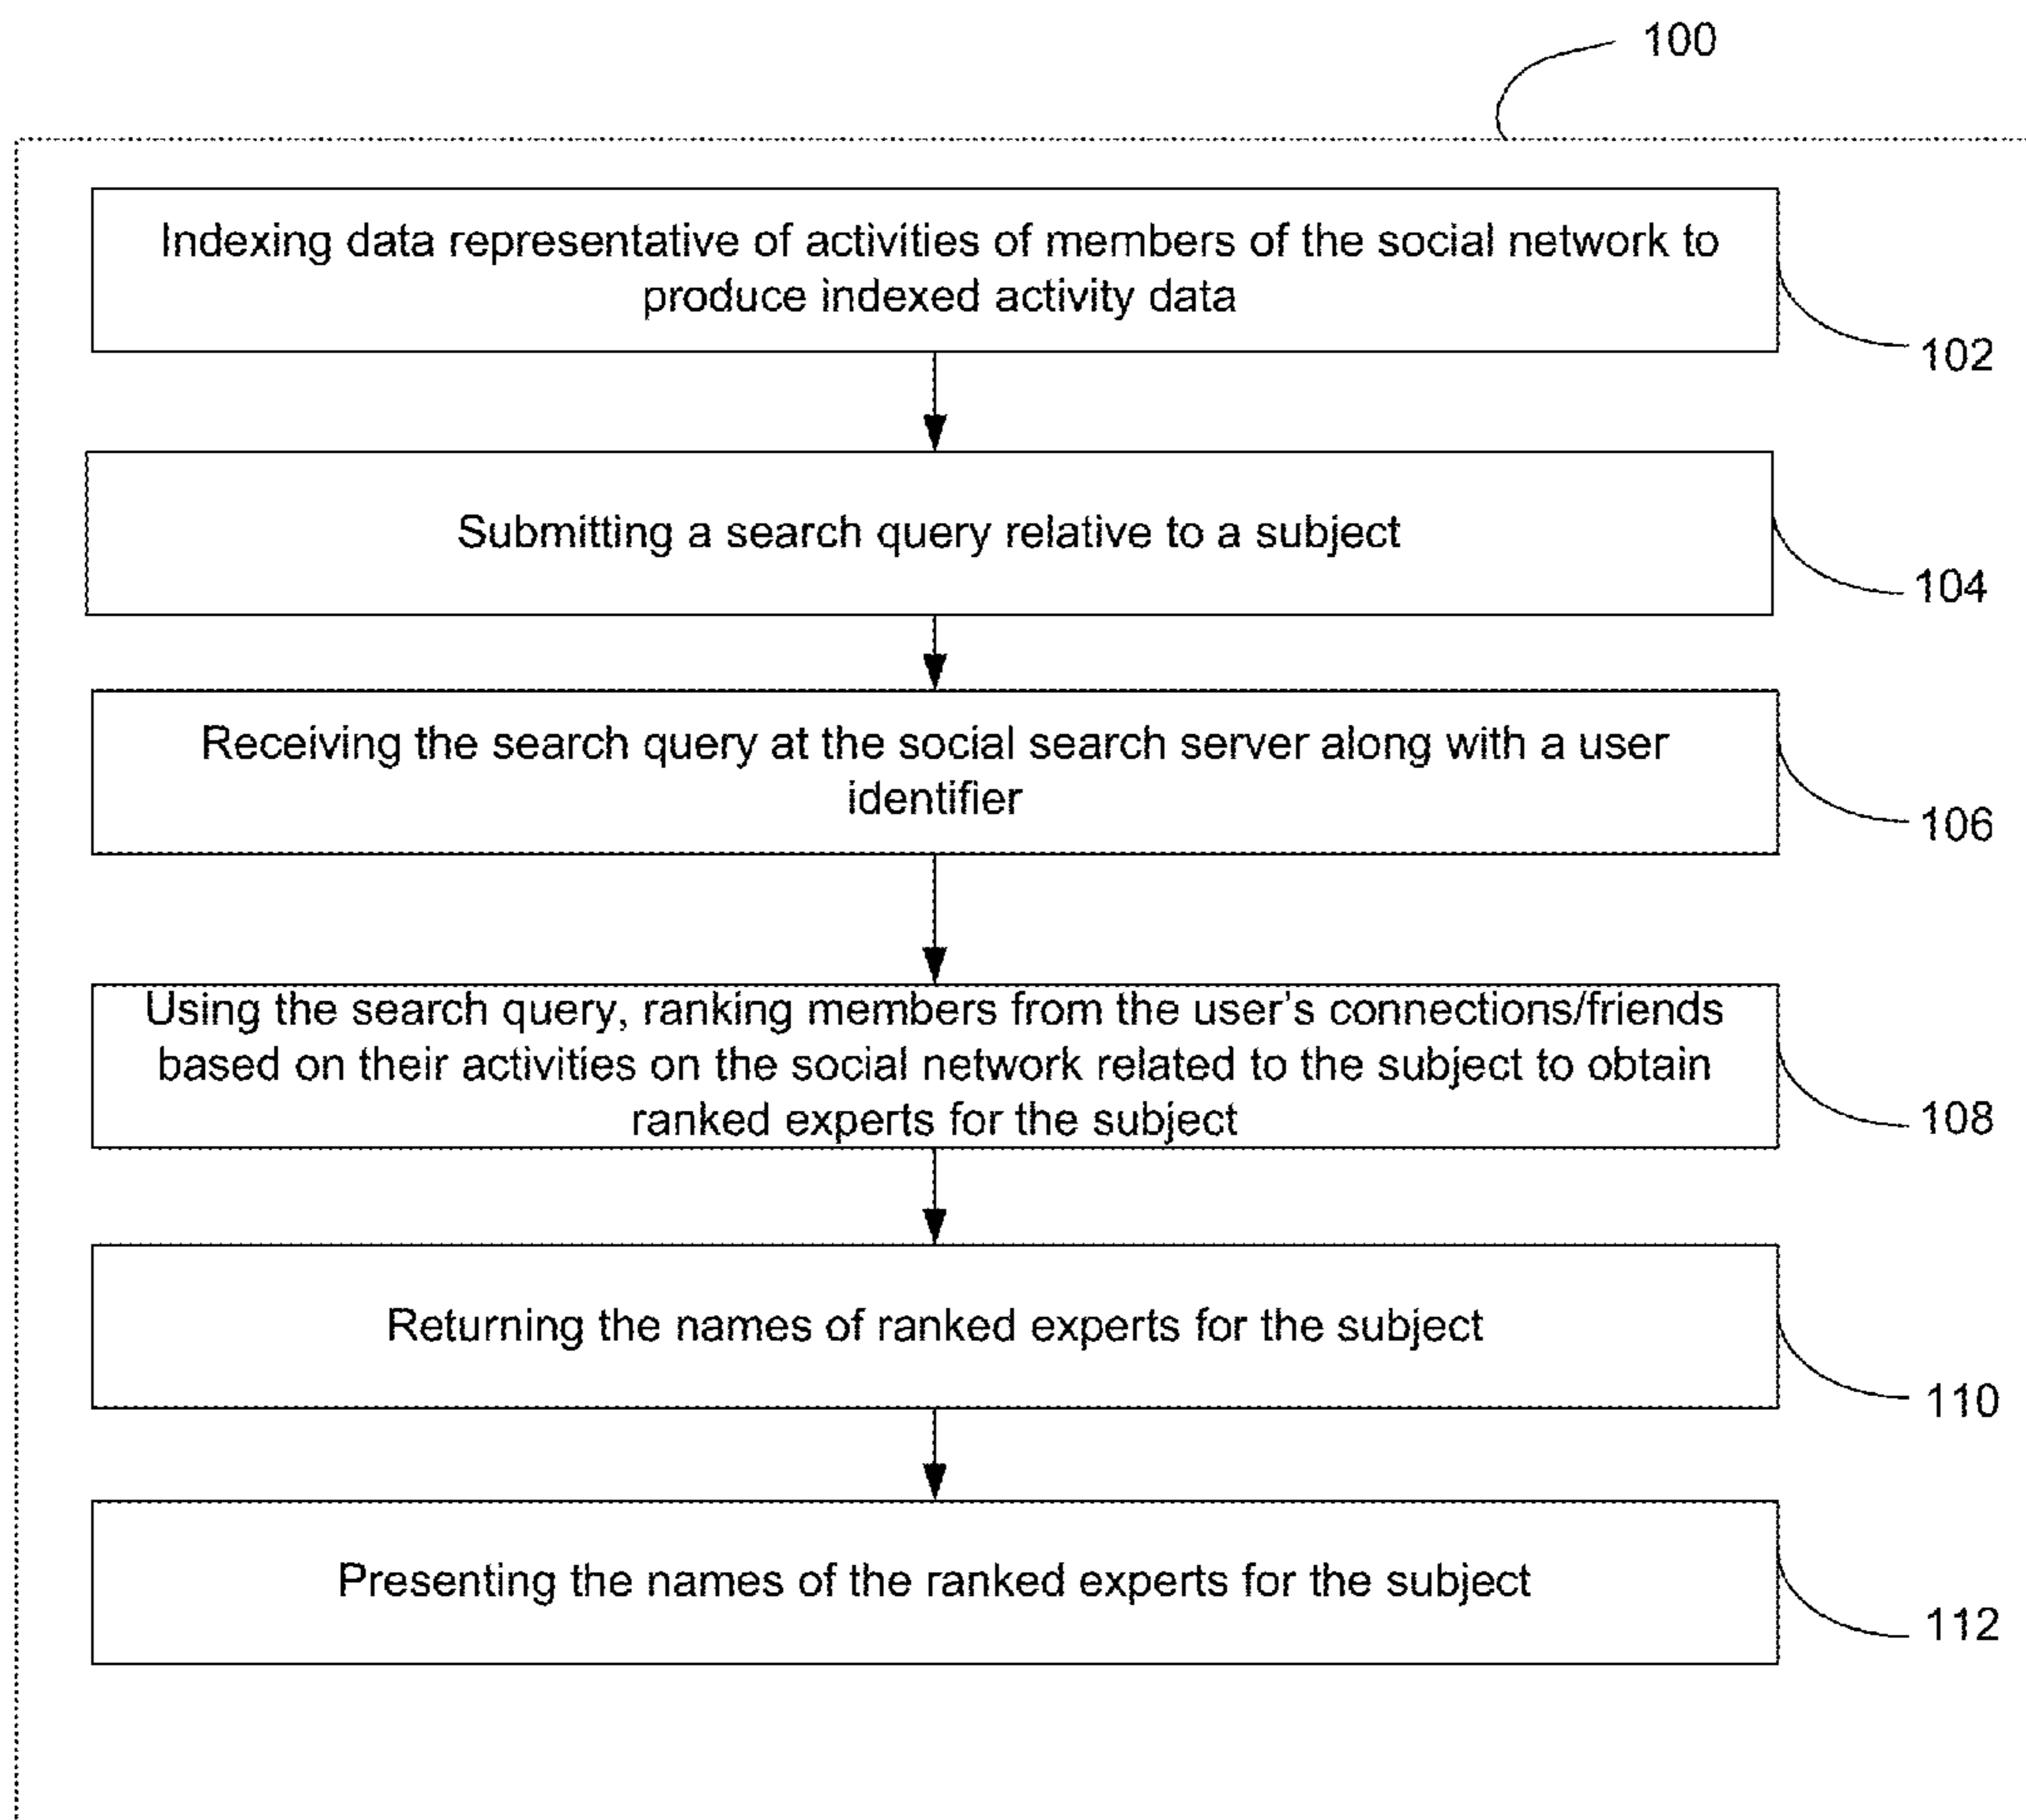 100
Indexing data representative of activities of members of the social network to
produce indexed activity data
102
Submitting a search query relative to a subject
104
Receiving the search query at the social search server along with a user
identifier
106
Using the search query, ranking members from the user's connections/friends
based on their activities on the social network related to the subject to obtain
ranked experts for the subject
108
Returning the names of ranked experts for the subject
110
Presenting the names of the ranked experts for the subject
112